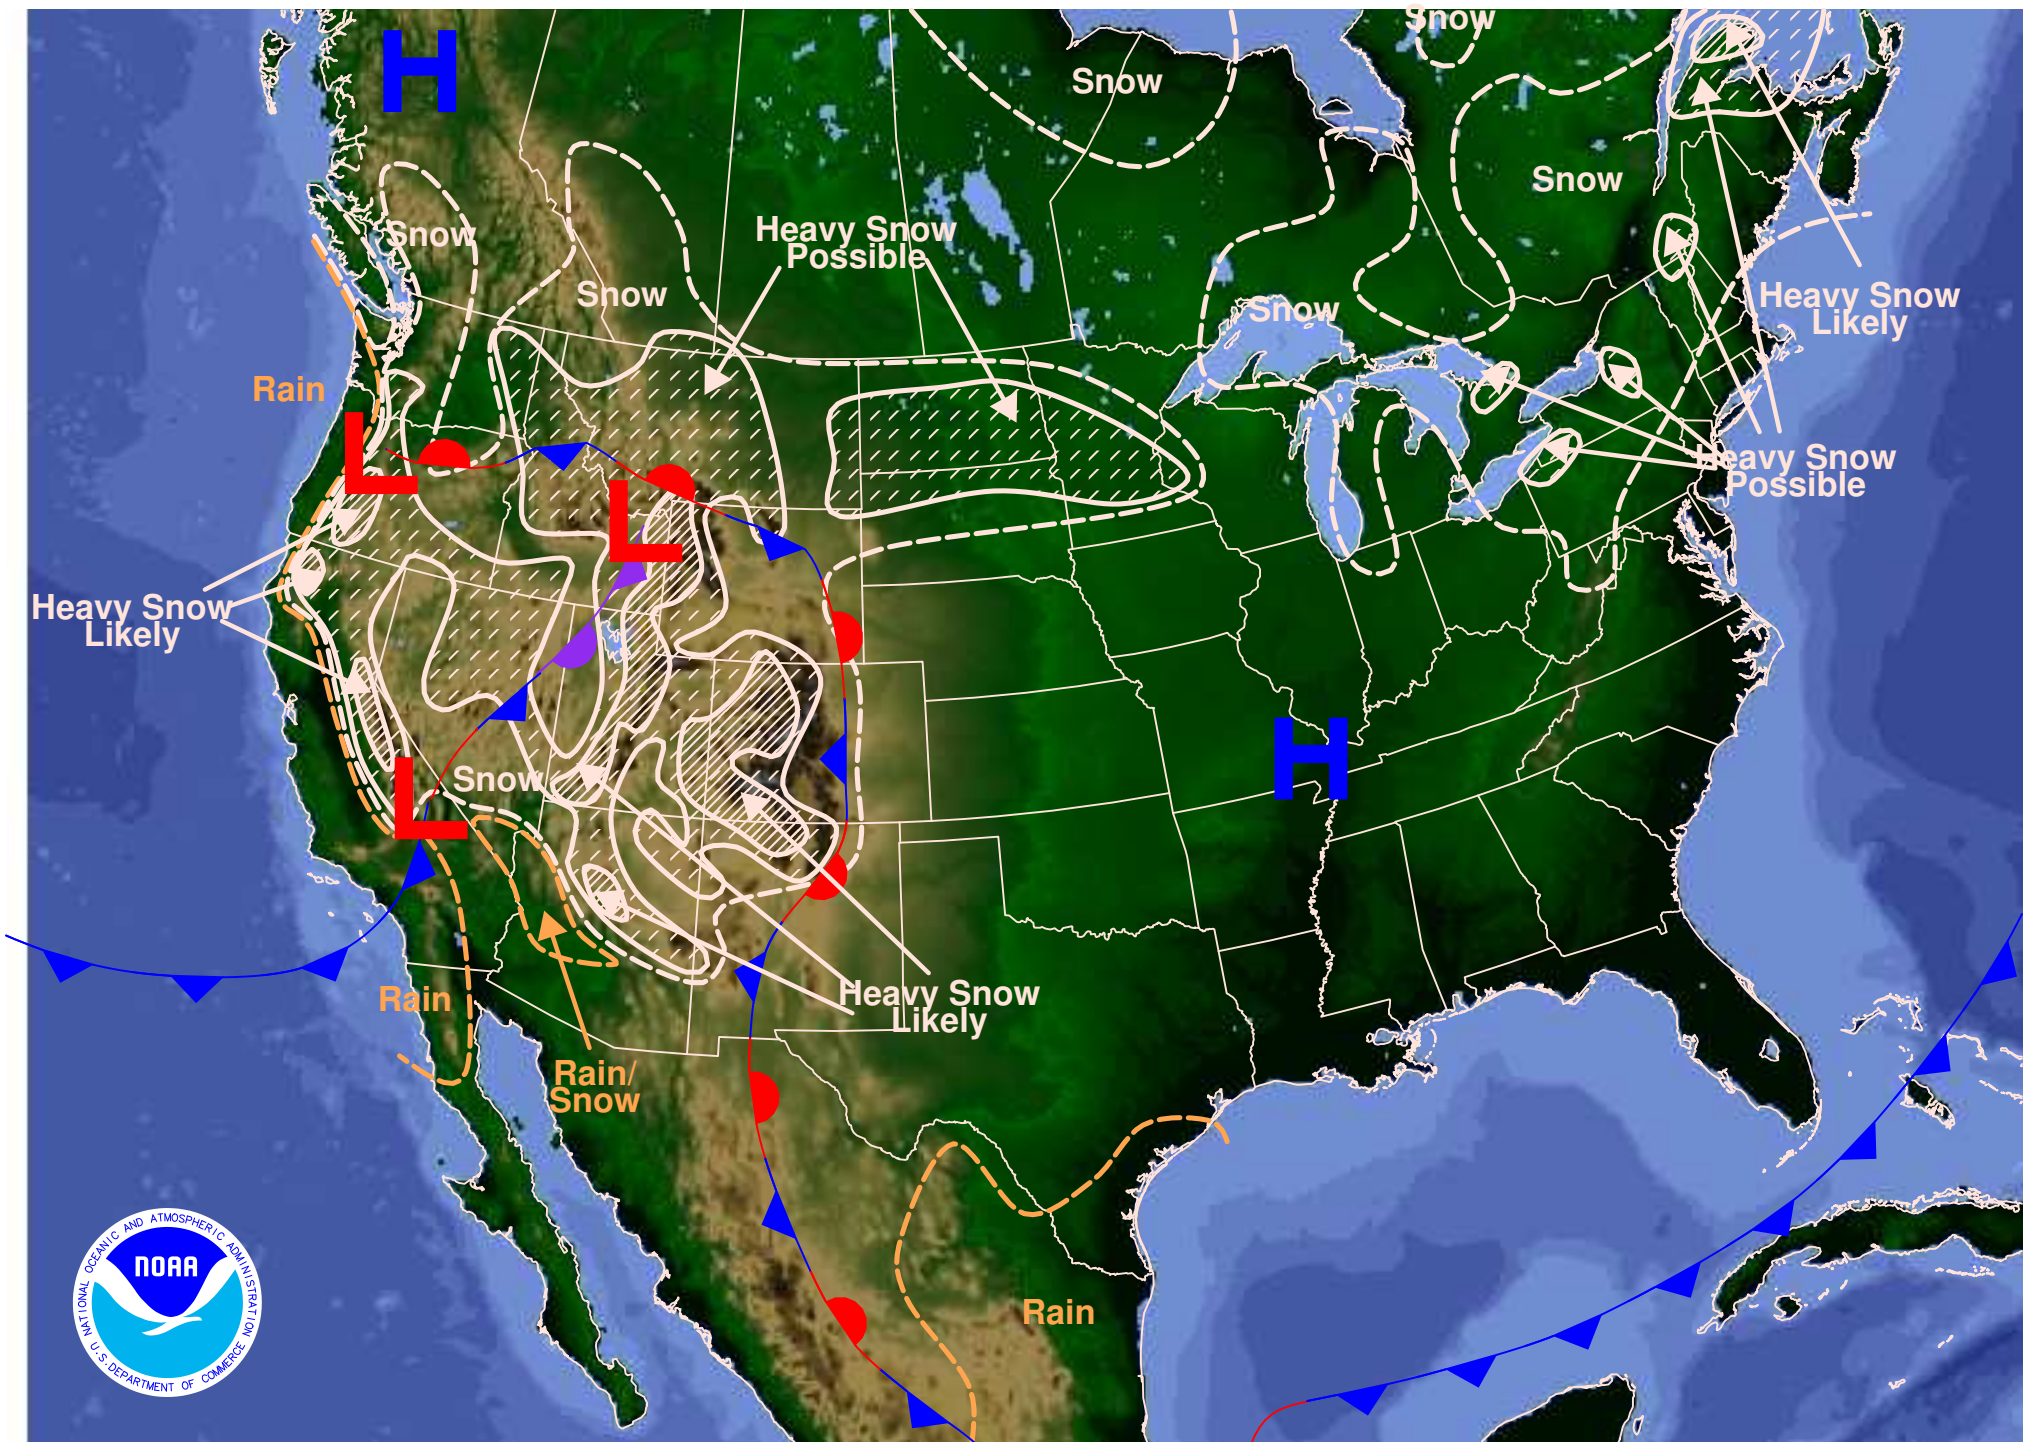 Snow
H
Snow
Snow
Snow
Heavy Snow
Possible
Snow
Snow
Heavy Snow
Likely
Rain
L
Heavy Snow
Possible
L
Heavy Snow
Likely
H
Snow
L
Heavy Snow
Likely
Rain
Rain/
Snow
Rain
NATIONAL OCEANIC AND ATMOSPHERIC ADMINISTRATION
NOAA
U.S. DEPARTMENT OF COMMERCE